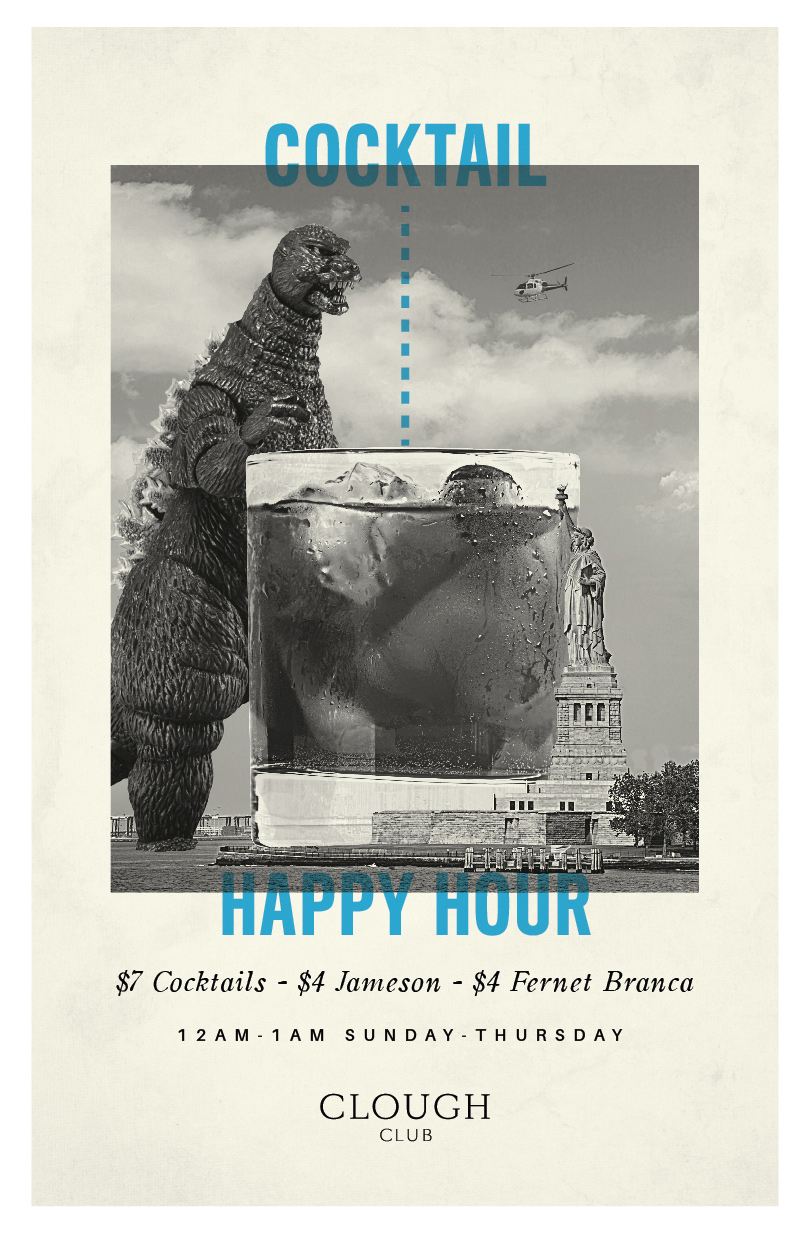 COCKTAIL
HAPPY HOUR
$7 Cocktails - $4 Jameson - $4 Fernet Branca
12AM-1AM SUNDAY-THURSDAY
CLOUGH
CLUB